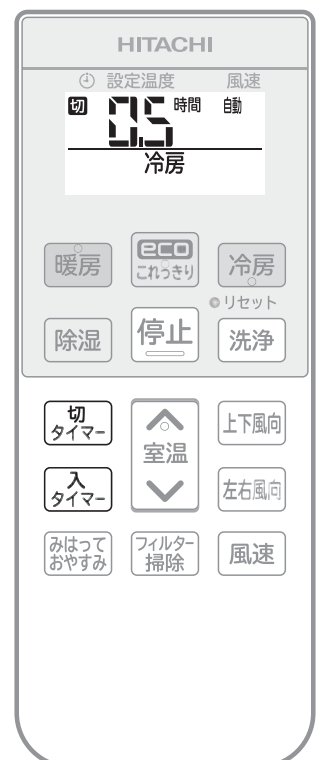 HITACHI
設定温度 風速
切 0.5 時間 自動
冷房
暖房 eco これっきり 冷房
リセット
除湿 停止 洗浄
切タイマー 室温 上下風向
入タイマー 左右風向
みはっておやすみ フィルター掃除 風速